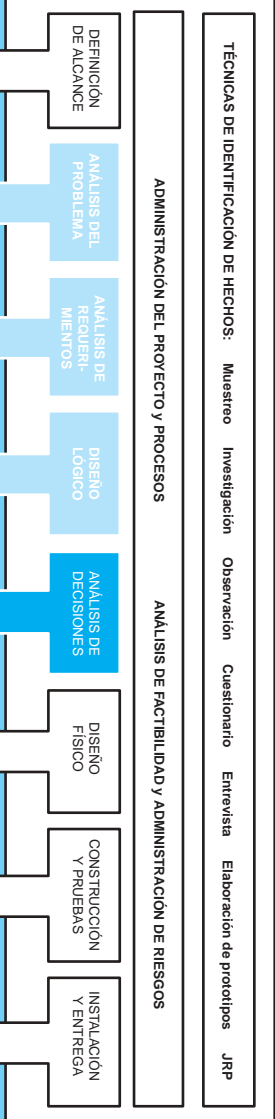 TÉCNICAS DE IDENTIFICACIÓN DE HECHOS: Muestreo Investigación Observación Cuestionario Entrevista Elaboración de prototipos JRP
ADMINISTRACIÓN DEL PROYECTO y PROCESOS ANÁLISIS DE FACTIBILIDAD y ADMINISTRACIÓN DE RIESGOS
DEFINICIÓN
DE ALCANCE
ANÁLISIS DEL
PROBLEMA
ANÁLISIS DE
REQUERI-
MIENTOS
DISEÑO
LÓGICO
ANÁLISIS DE
DECISIONES
DISEÑO
FÍSICO
CONSTRUCCIÓN
Y PRUEBAS
INSTALACIÓN
Y ENTREGA